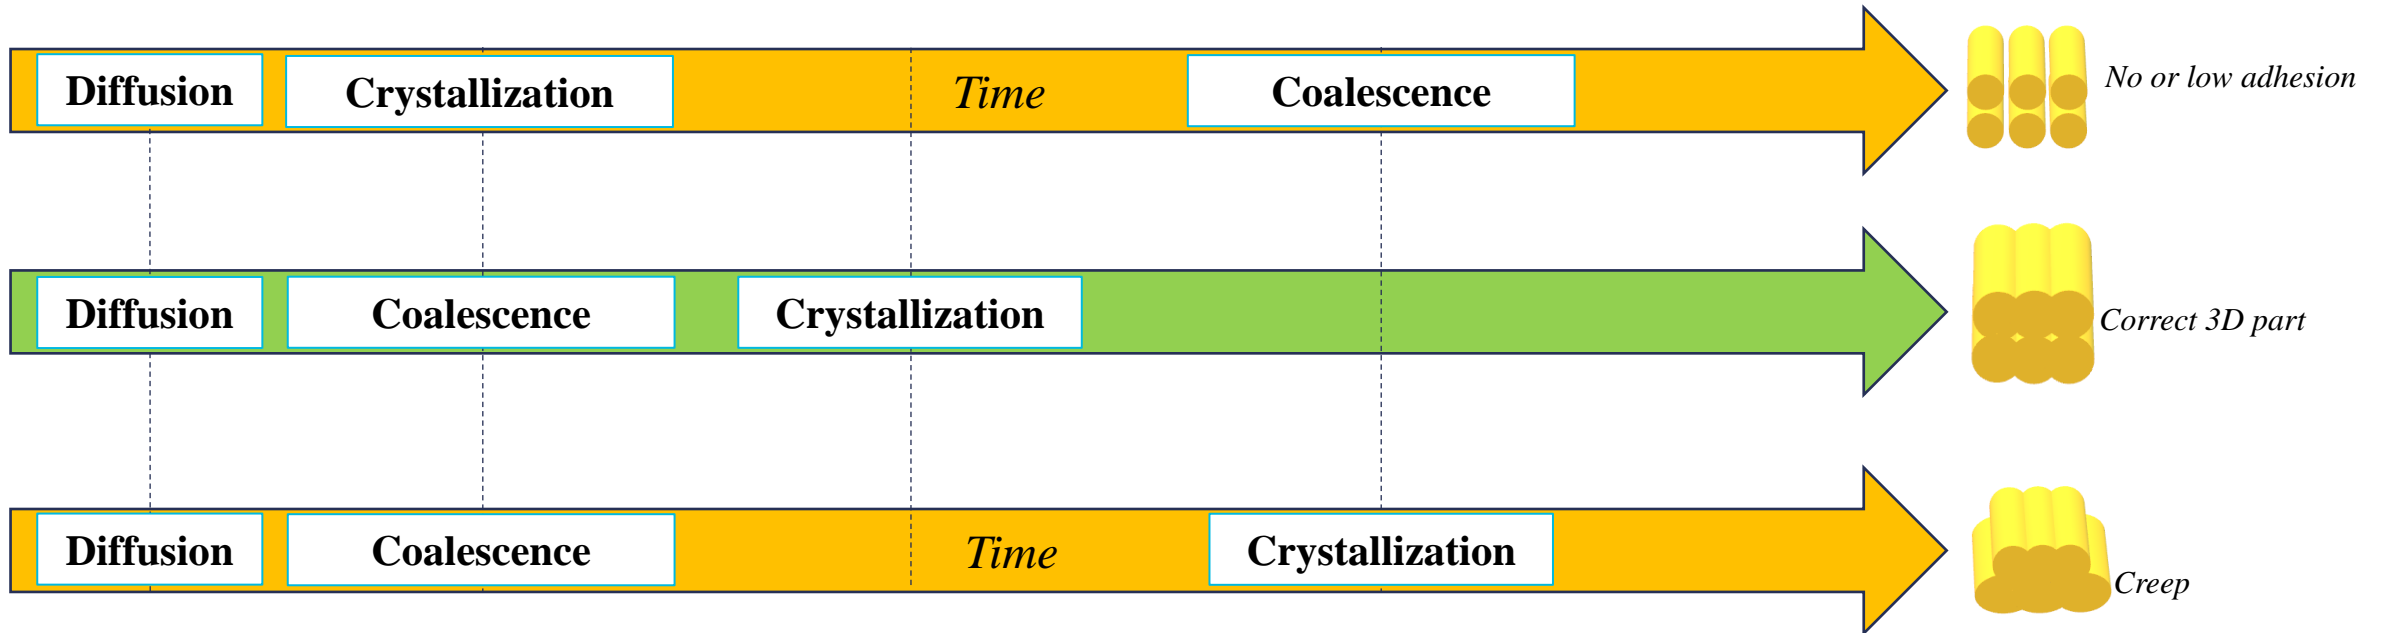 Diffusion
Crystallization
Time
Coalescence
No or low adhesion
Diffusion
Coalescence
Crystallization
Correct 3D part
Diffusion
Coalescence
Time
Crystallization
Creep